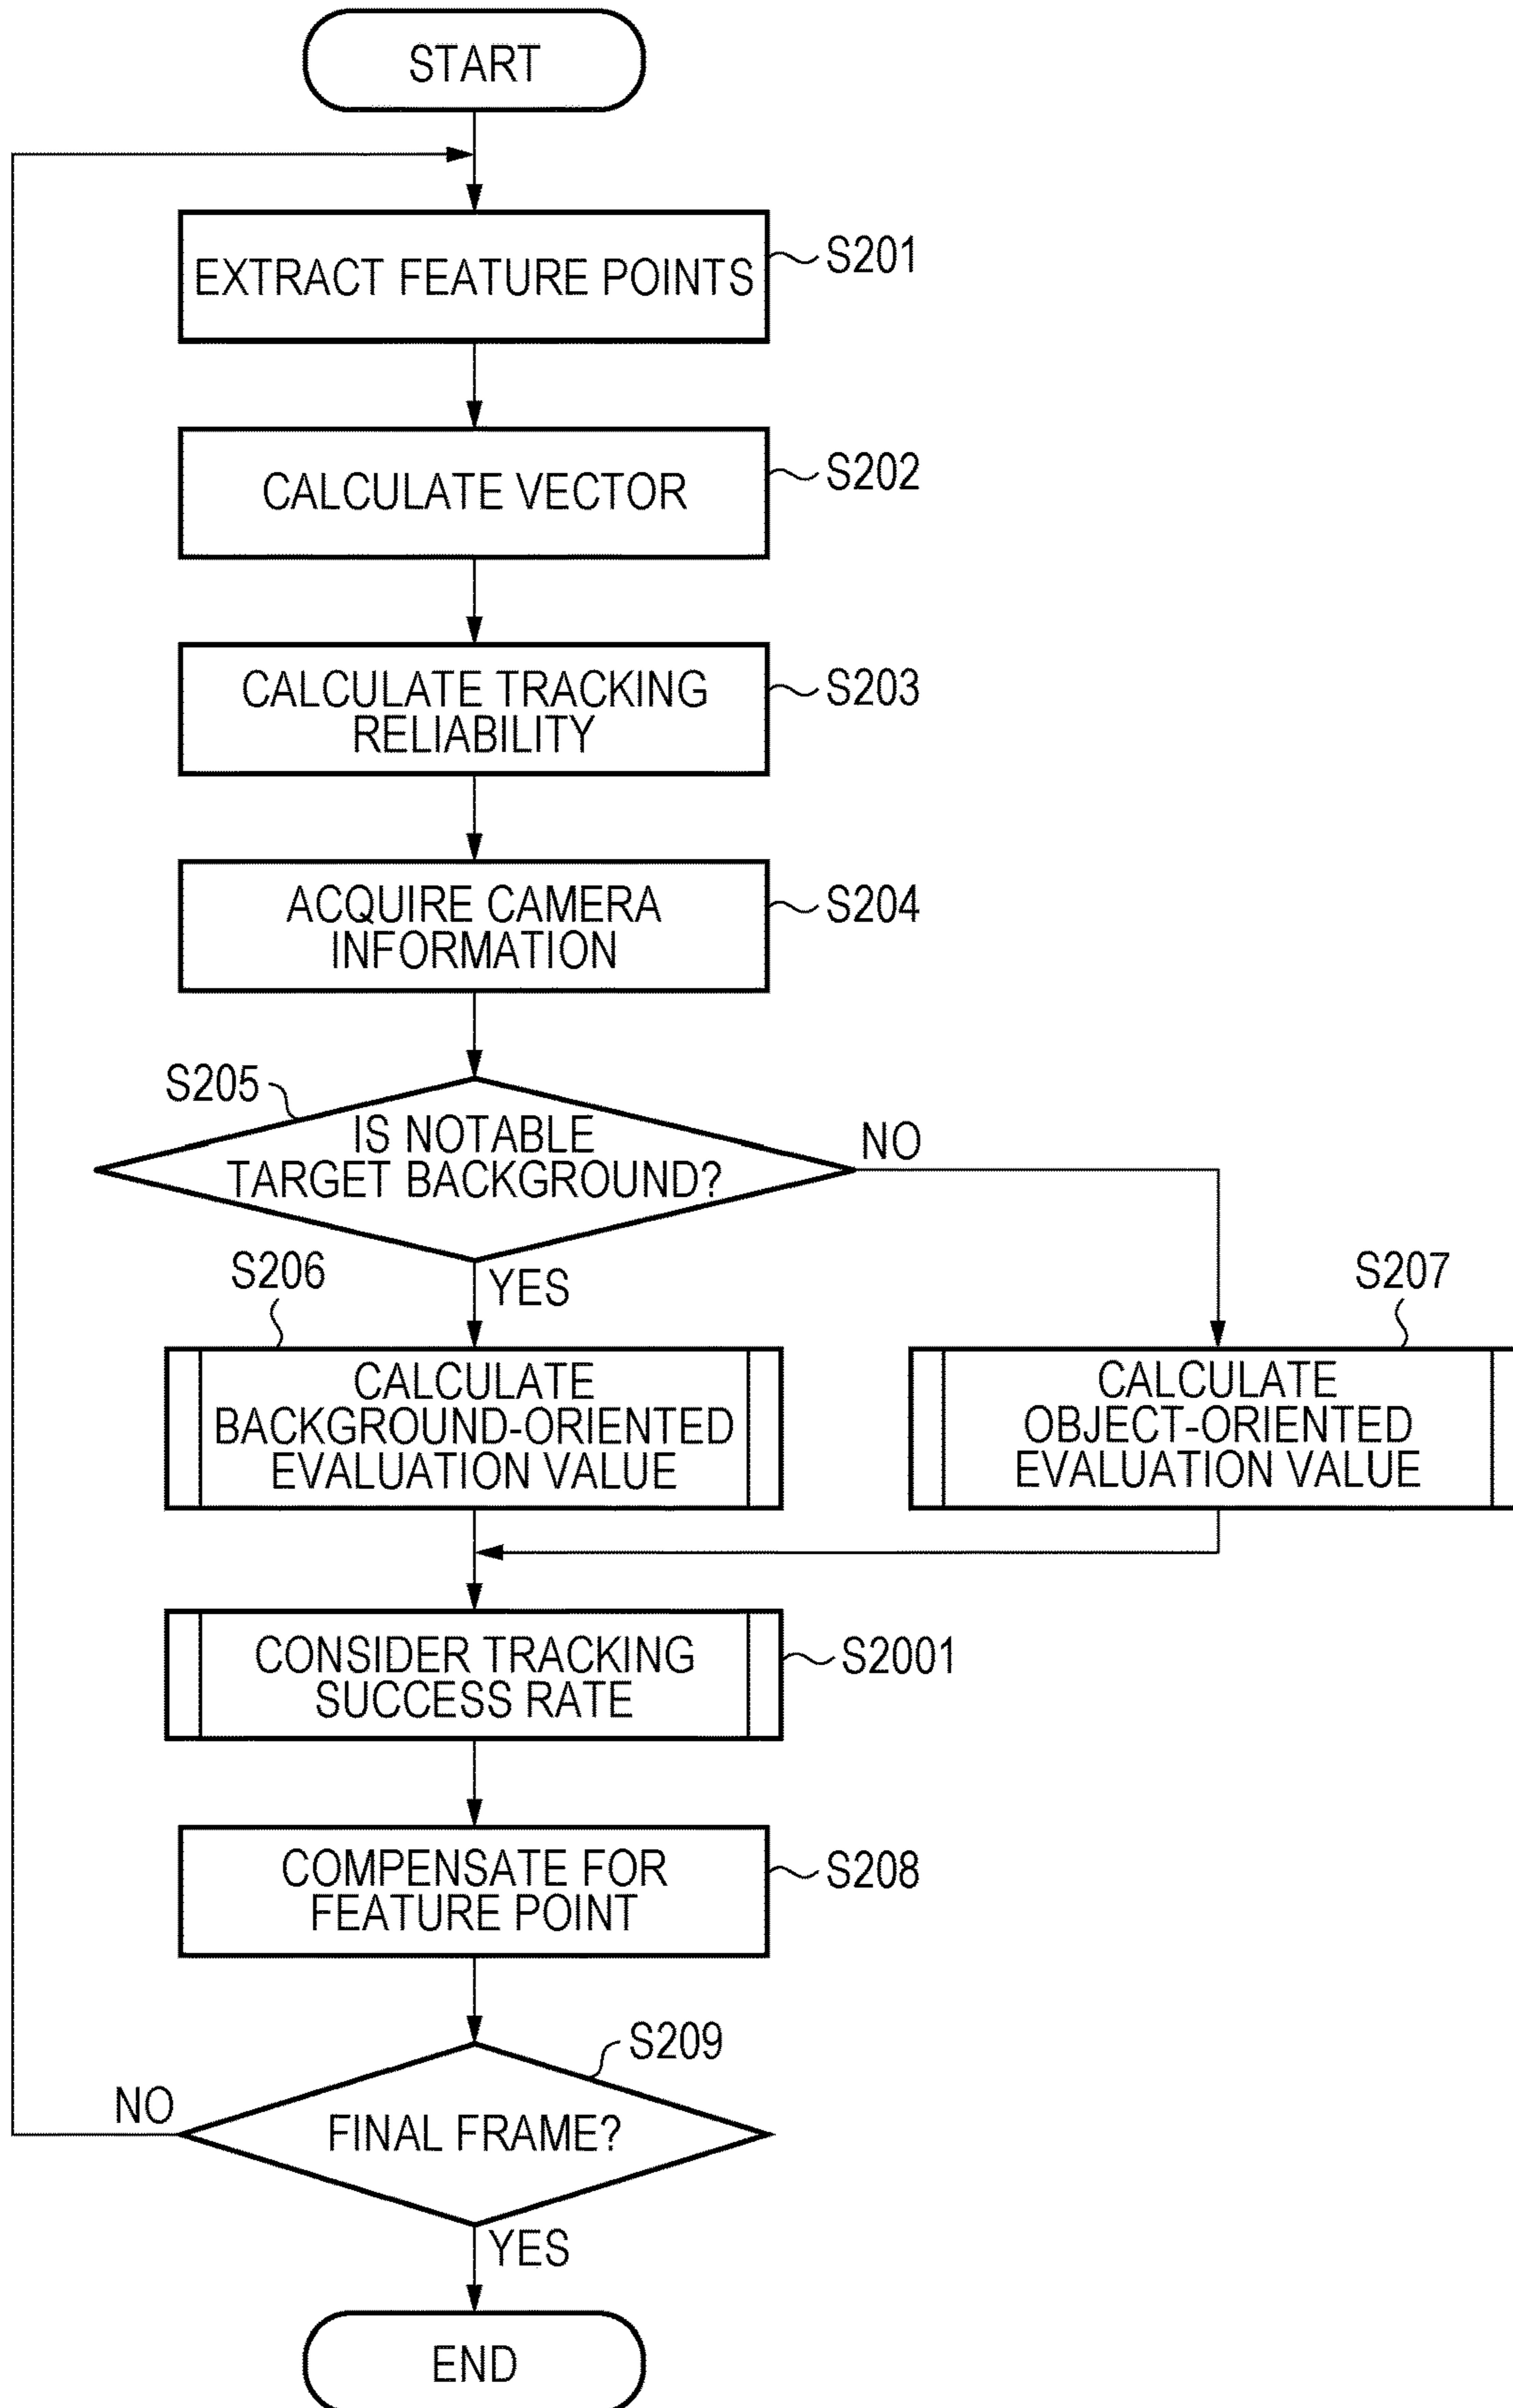 START
EXTRACT FEATURE POINTS
S201
CALCULATE VECTOR
S202
CALCULATE TRACKING
RELIABILITY
S203
ACQUIRE CAMERA
INFORMATION
S204
S205
IS NOTABLE
TARGET BACKGROUND?
NO
YES
S206
CALCULATE
BACKGROUND-ORIENTED
EVALUATION VALUE
S207
CALCULATE
OBJECT-ORIENTED
EVALUATION VALUE
CONSIDER TRACKING
SUCCESS RATE
S2001
COMPENSATE FOR
FEATURE POINT
S208
S209
FINAL FRAME?
NO
YES
END